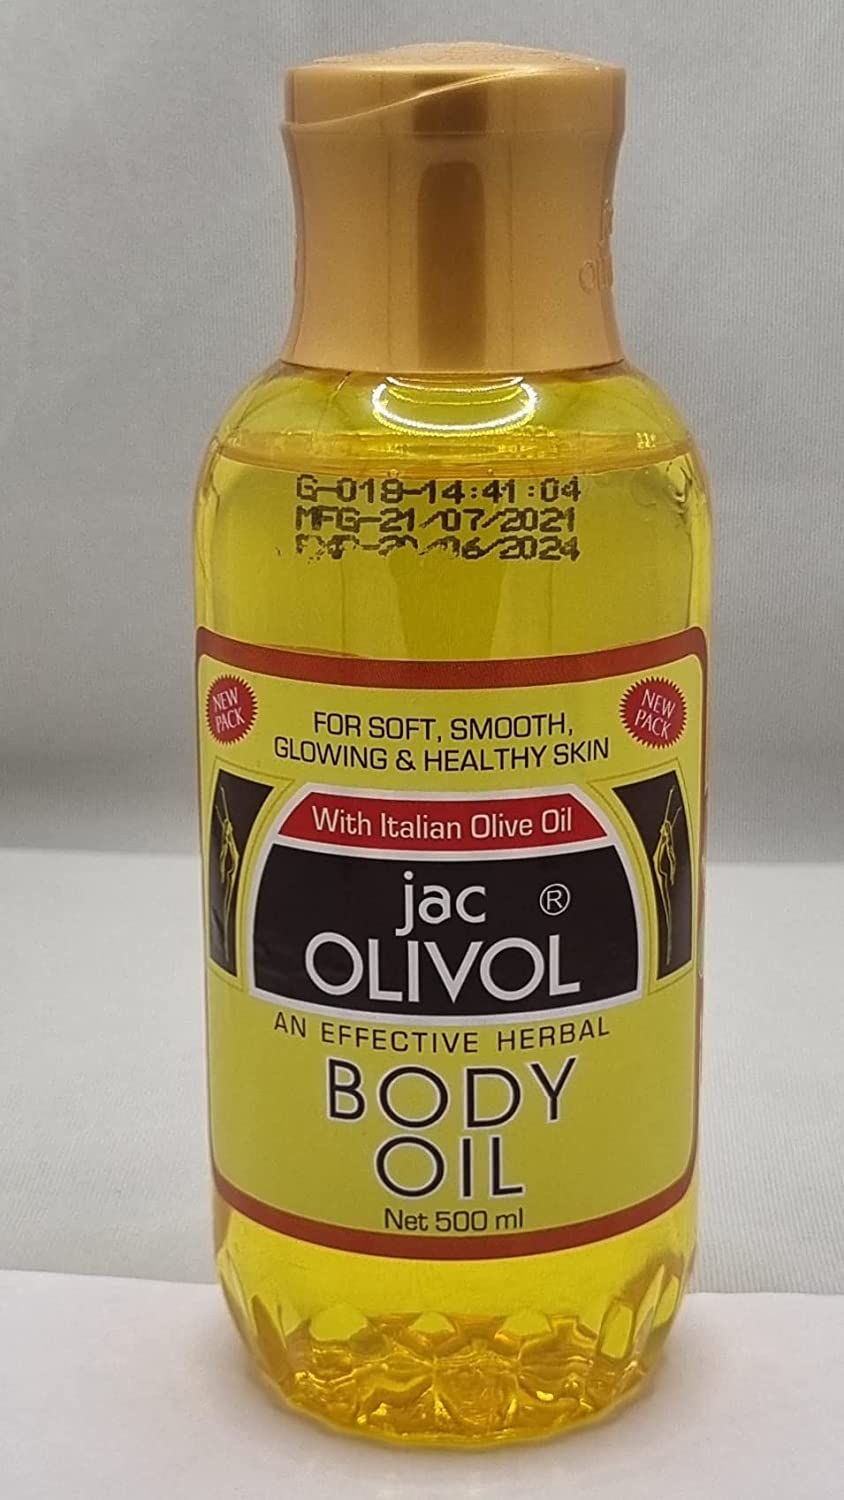 G-018-14:41:04
MFG-21/07/2021
NEW
PACK
NEW
PACK
FOR SOFT, SMOOTH,
GLOWING & HEALTHY SKIN
With Italian Olive Oil
jac ®
OLIVOL
AN EFFECTIVE HERBAL
BODY
OIL
Net 500 ml